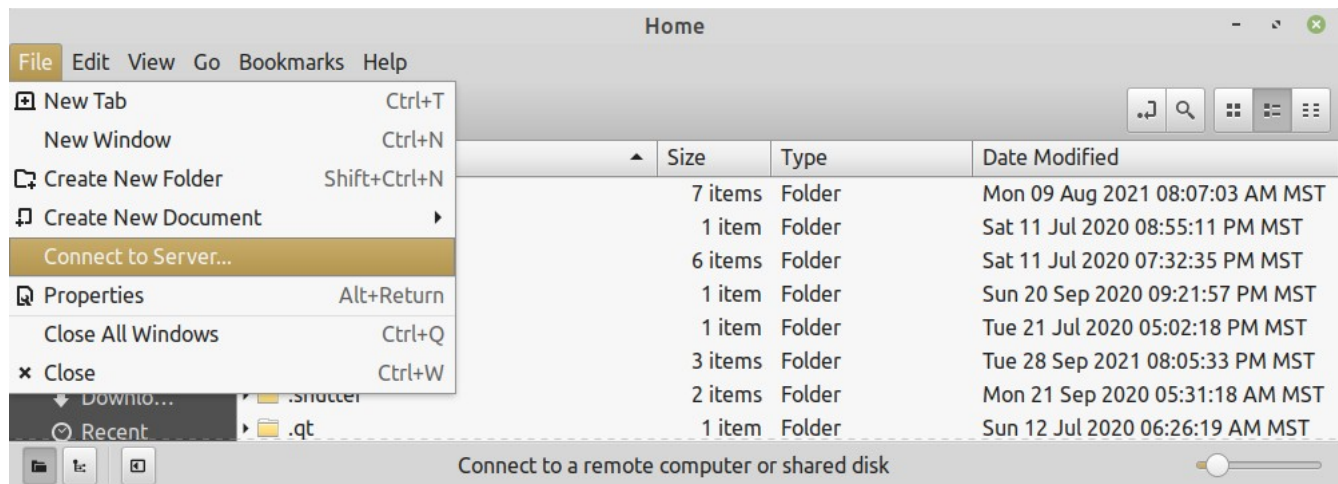 Home
File Edit View Go Bookmarks Help
New Tab Ctrl+T
New Window Ctrl+N
Create New Folder Shift+Ctrl+N
Create New Document
Connect to Server...
Properties Alt+Return
Close All Windows Ctrl+Q
Close Ctrl+W
Size Type Date Modified
7 items Folder Mon 09 Aug 2021 08:07:03 AM MST
1 item Folder Sat 11 Jul 2020 08:55:11 PM MST
6 items Folder Sat 11 Jul 2020 07:32:35 PM MST
1 item Folder Sun 20 Sep 2020 09:21:57 PM MST
1 item Folder Tue 21 Jul 2020 05:02:18 PM MST
3 items Folder Tue 28 Sep 2021 08:05:33 PM MST
Downlo... .shutter 2 items Folder Mon 21 Sep 2020 05:31:18 AM MST
Recent .qt 1 item Folder Sun 12 Jul 2020 06:26:19 AM MST
Connect to a remote computer or shared disk